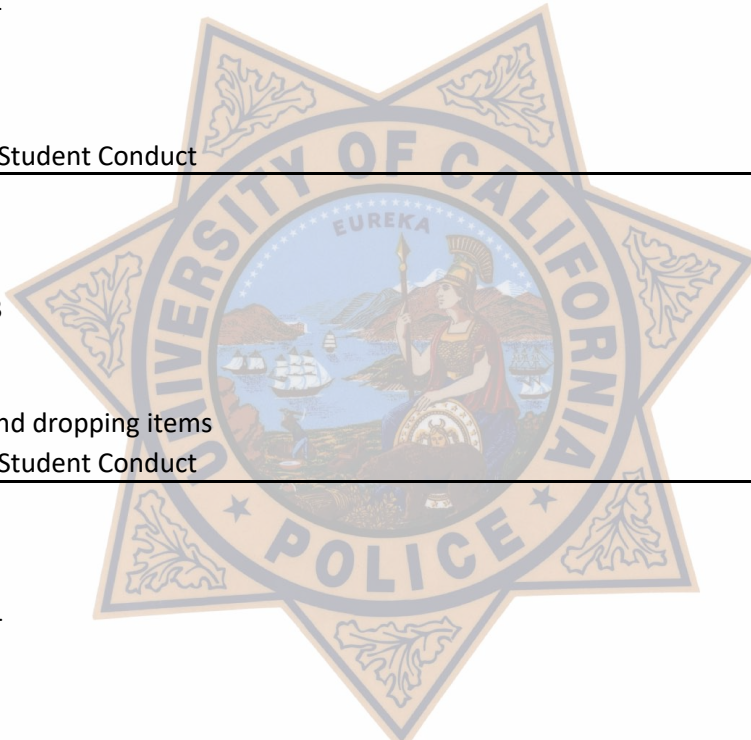 Student Conduct
UNIVERSITY OF CALIFORNIA
EUREKA
nd dropping items
Student Conduct
POLICE